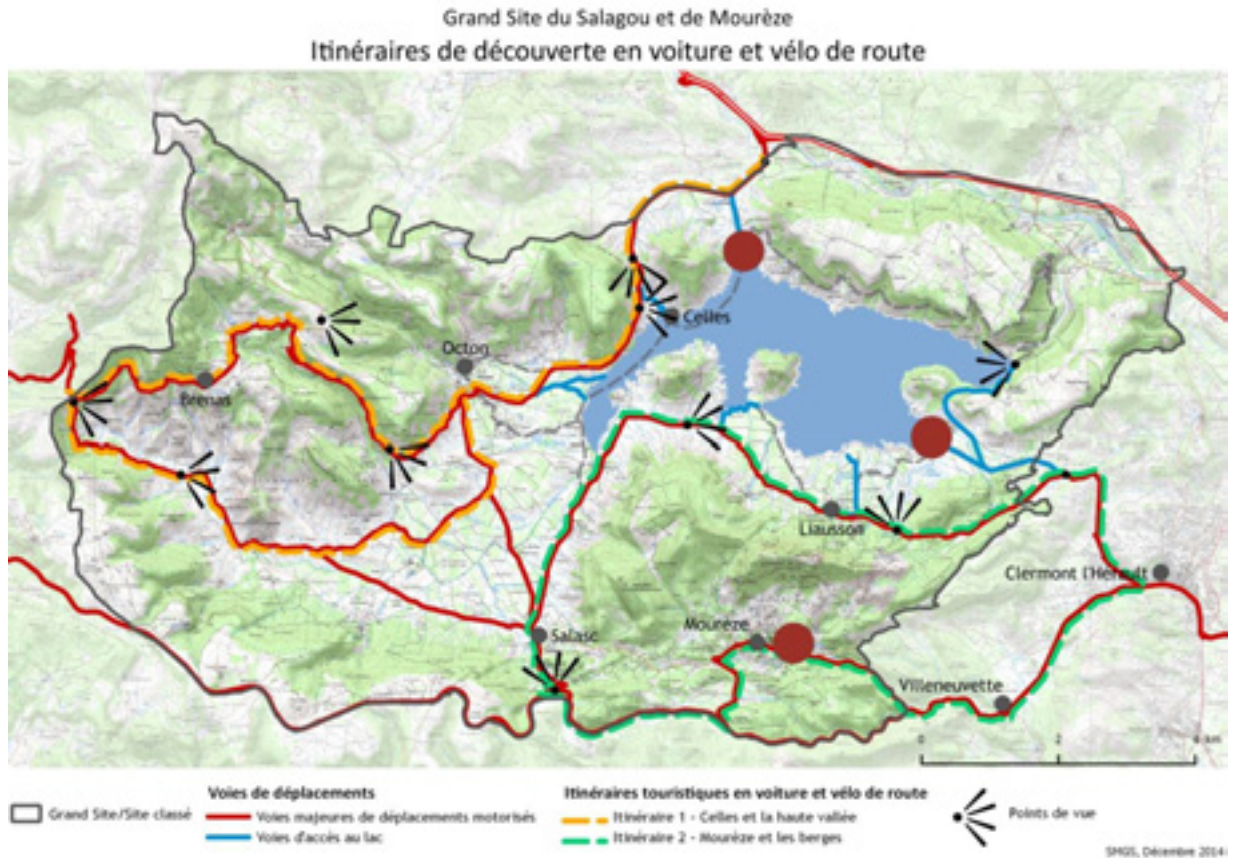 Grand Site du Salagou et de Mourèze
Itinéraires de découverte en voiture et vélo de route
Celles
Octon
Brenas
Liausson
Clermont l'Hérault
Mourèze
Salasc
Villeneuvette
0 2 4 km
Voies de déplacements
Itinéraires touristiques en voiture et vélo de route
Grand Site/Site classé
Voies majeures de déplacements motorisés
Itinéraire 1 - Celles et la haute vallée
Points de vue
Voies d'accès au lac
Itinéraire 2 - Mourèze et les berges
SMGS, Décembre 2014